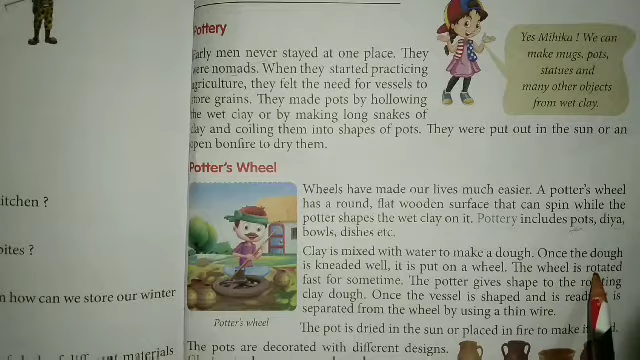 Pottery
Early men never stayed at one place. They
were nomads. When they started practicing
agriculture, they felt the need for vessels to
store grains. They made pots by hollowing
the wet clay or by making long snakes of
clay and coiling them into shapes of pots. They were put out in the sun or an
open bonfire to dry them.
Yes Mihika ! We can
make mugs, pots,
statues and
many other objects
from wet clay.
Potter's Wheel
Wheels have made our lives much easier. A potter's wheel
has a round, flat wooden surface that can spin while the
potter shapes the wet clay on it. Pottery includes pots, diya,
bowls, dishes etc.
Clay is mixed with water to make a dough. Once the dough
is kneaded well, it is put on a wheel. The wheel is rotated
fast for sometime. The potter gives shape to the rotating
clay dough. Once the vessel is shaped and is is
separated from the wheel by using a thin wire.
Potter's wheel
The pot is dried in the sun or placed in fire to make it
The pots are decorated with different designs.
kitchen ?
?
how can we store our winter
of different materials